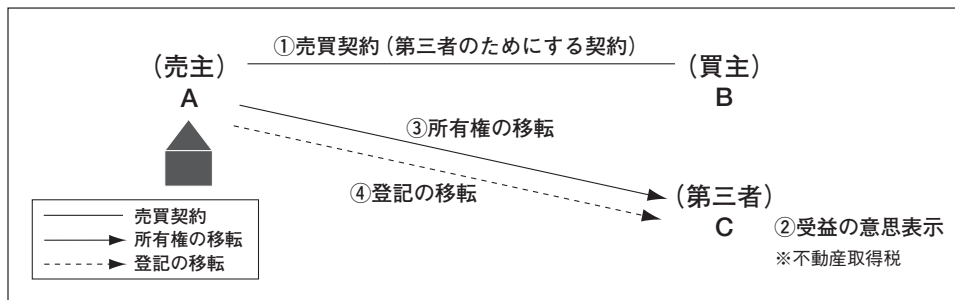 ①売買契約（第三者のためにする契約）
（売主）
A
（買主）
B
③所有権の移転
④登記の移転
（第三者）
C
②受益の意思表示
※不動産取得税
売買契約
所有権の移転
登記の移転